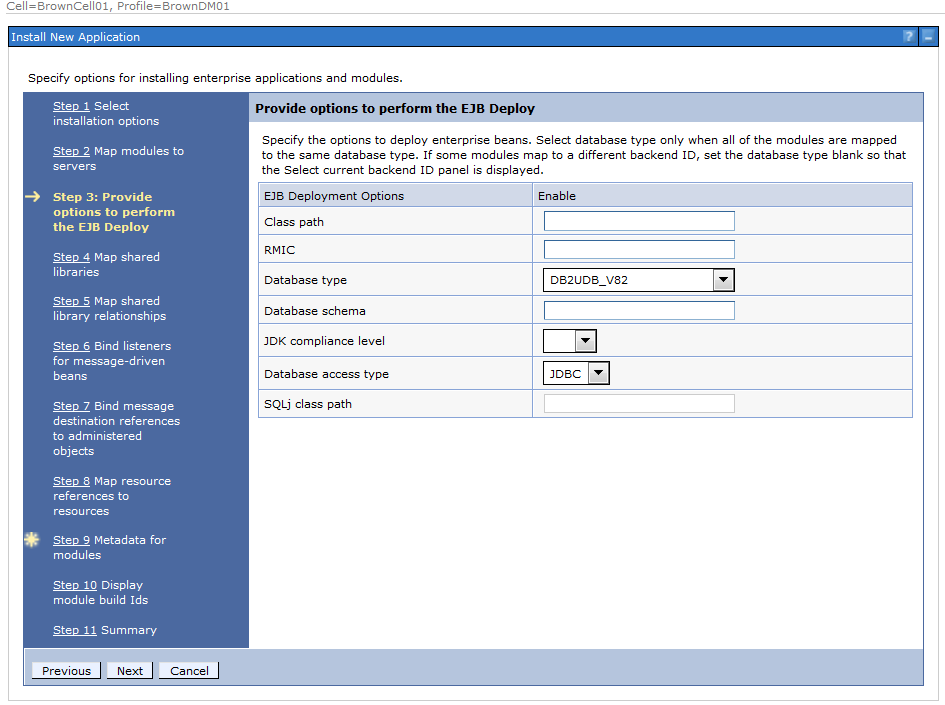 Cell=BrownCell01, Profile=BrownDM01
Install New Application
?
Specify options for installing enterprise applications and modules.
Step 1 Select
installation options
Step 2 Map modules to
servers
Step 3: Provide
options to perform
the EJB Deploy
Step 4 Map shared
libraries
Step 5 Map shared
library relationships
Step 6 Bind listeners
for message-driven
beans
Step 7 Bind message
destination references
to administered
objects
Step 8 Map resource
references to
resources
Step 9 Metadata for
modules
Step 10 Display
module build Ids
Step 11 Summary
Provide options to perform the EJB Deploy
Specify the options to deploy enterprise beans. Select database type only when all of the modules are mapped
to the same database type. If some modules map to a different backend ID, set the database type blank so that
the Select current backend ID panel is displayed.
EJB Deployment Options Enable
Class path
RMIC
Database type DB2UDB_V82
Database schema
JDK compliance level
Database access type JDBC
SQLj class path
Previous Next Cancel